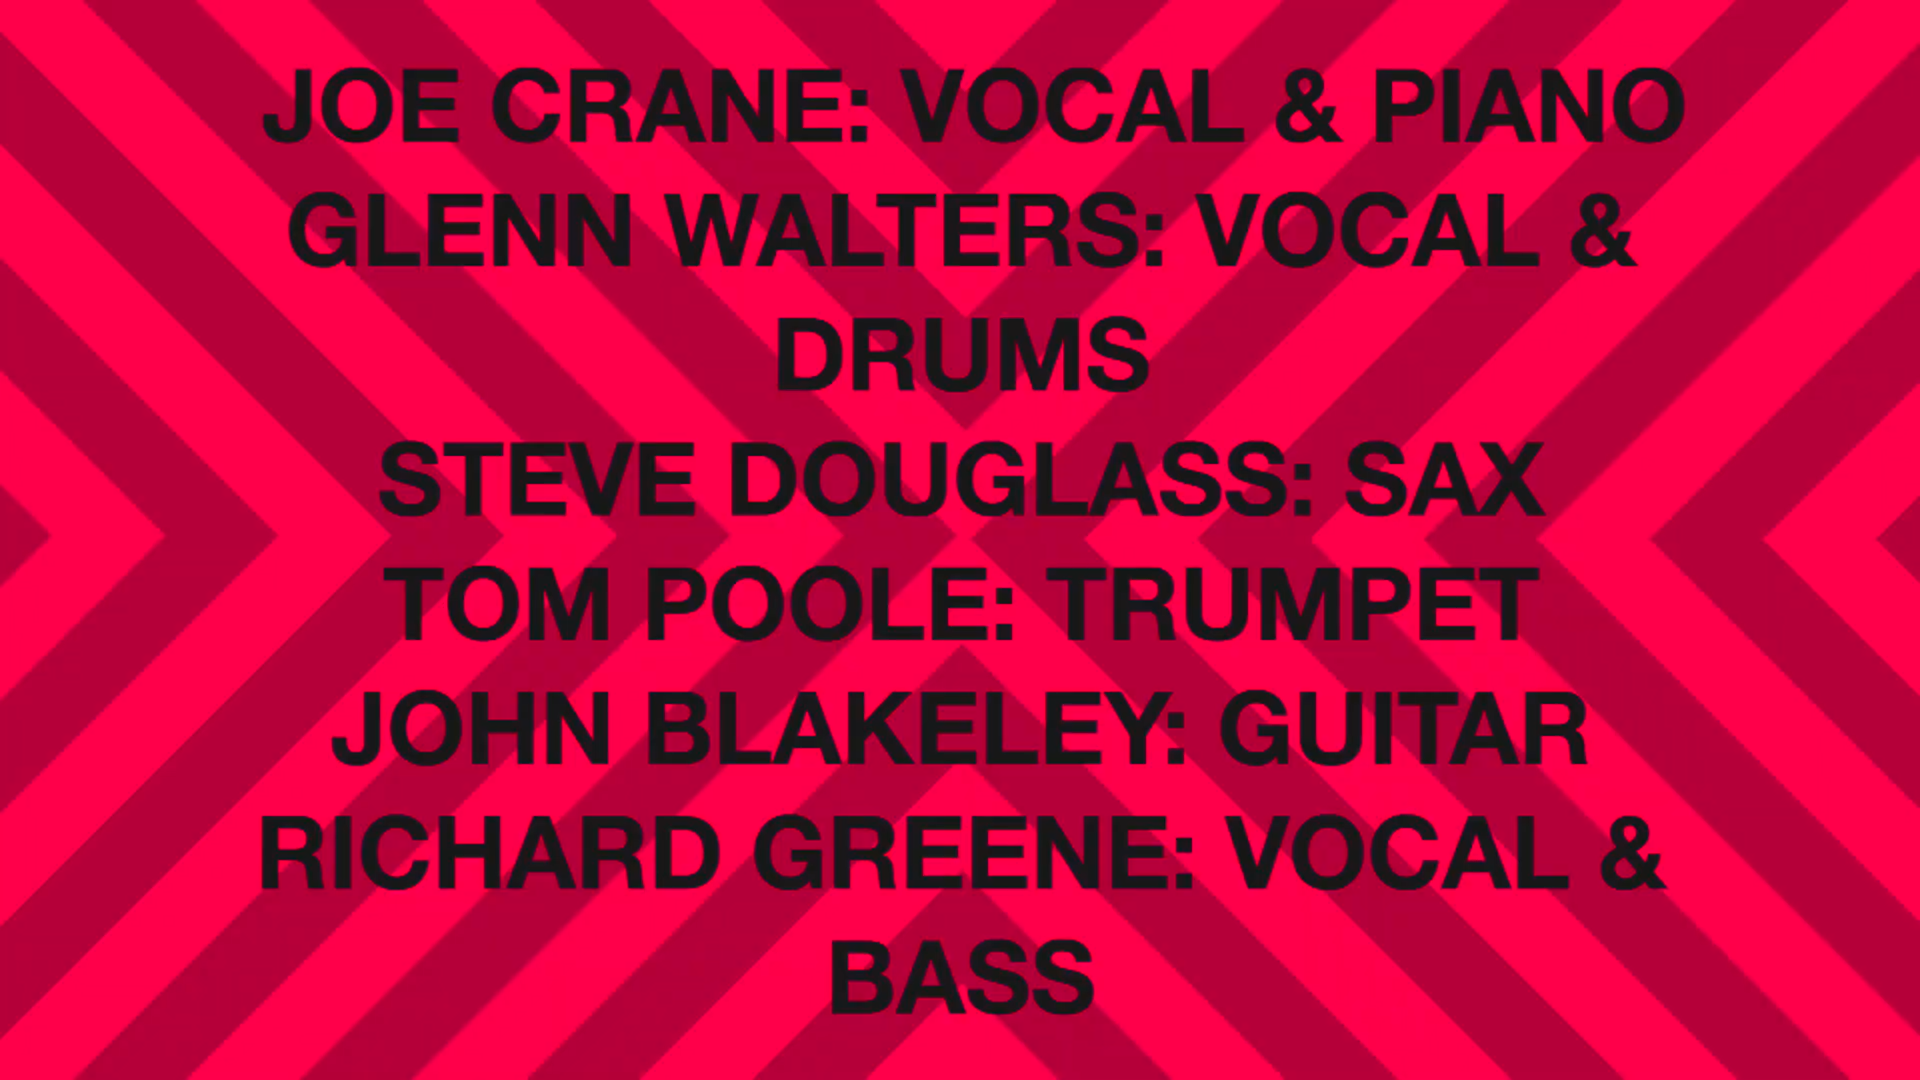 JOE CRANE: VOCAL & PIANO
GLENN WALTERS: VOCAL &
DRUMS
STEVE DOUGLASS: SAX
TOM POOLE: TRUMPET
JOHN BLAKELEY: GUITAR
RICHARD GREENE: VOCAL &
BASS